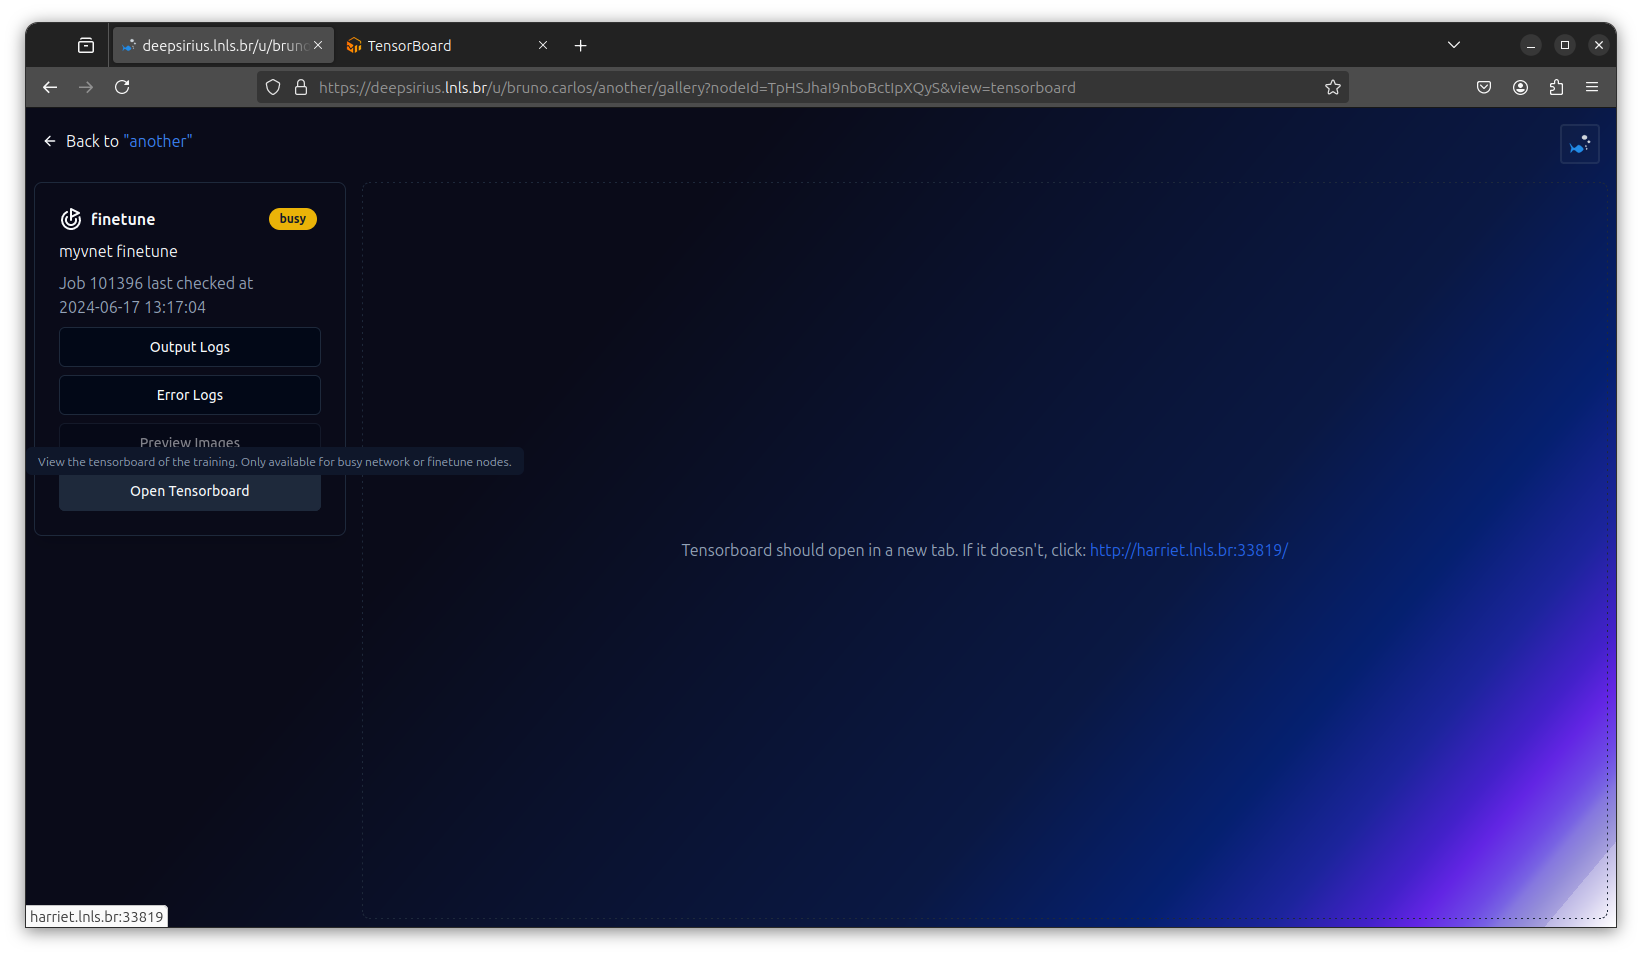 deepsirius.lnls.br/u/bruno
TensorBoard
https://deepsirius.lnls.br/u/bruno.carlos/another/gallery?nodeId=TpHSJhaI9nboBctIpXQyS&view=tensorboard
Back to "another"
finetune
busy
myvnet finetune
Job 101396 last checked at
2024-06-17 13:17:04
Output Logs
Error Logs
Preview Images
View the tensorboard of the training. Only available for busy network or finetune nodes.
Open Tensorboard
Tensorboard should open in a new tab. If it doesn't, click: http://harriet.lnls.br:33819/
harriet.lnls.br:33819